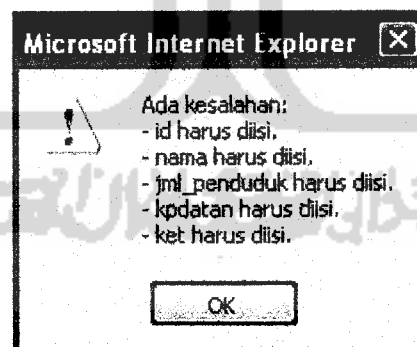 Microsoft Internet Explorer
Ada kesalahan:
- id harus diisi.
- nama harus diisi.
- jml_penduduk harus diisi.
- kpdatan harus diisi.
- ket harus diisi.
OK